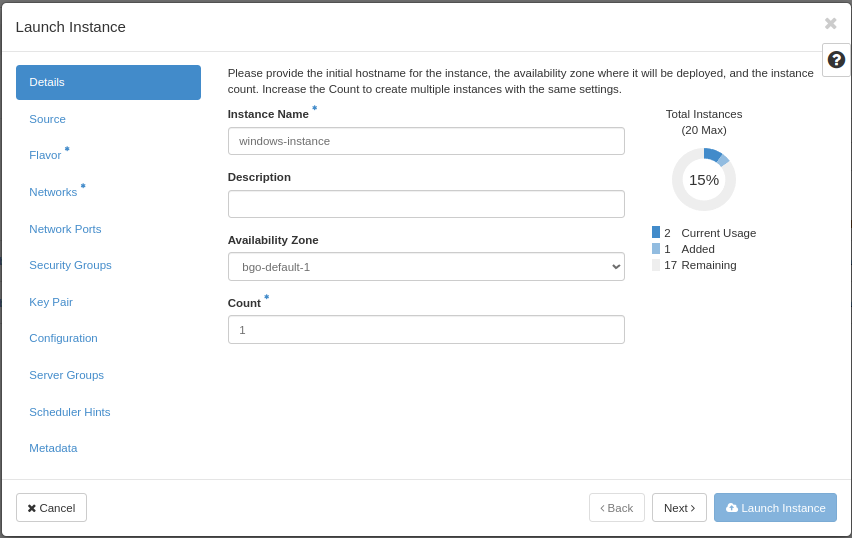 Launch Instance
Details
Source
Flavor *
Networks *
Network Ports
Security Groups
Key Pair
Configuration
Server Groups
Scheduler Hints
Metadata
Please provide the initial hostname for the instance, the availability zone where it will be deployed, and the instance
count. Increase the Count to create multiple instances with the same settings.
Instance Name *
windows-instance
Description
Availability Zone
bgo-default-1
Count *
1
Total Instances
(20 Max)
15%
2 Current Usage
1 Added
17 Remaining
✖ Cancel
‹ Back
Next ›
Launch Instance